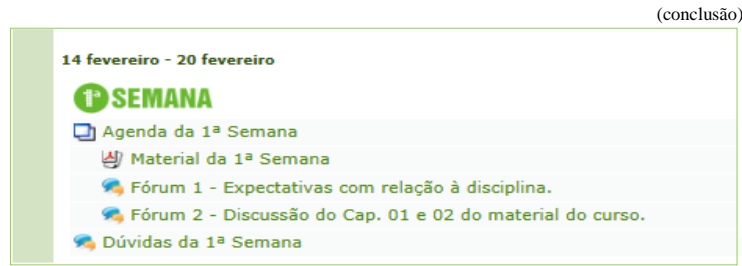 (conclusão)
14 fevereiro - 20 fevereiro
1ª SEMANA
Agenda da 1ª Semana
Material da 1ª Semana
Fórum 1 - Expectativas com relação à disciplina.
Fórum 2 - Discussão do Cap. 01 e 02 do material do curso.
Dúvidas da 1ª Semana